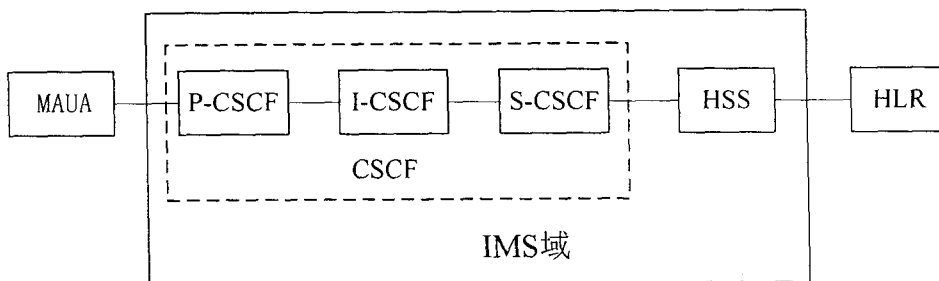 MAUA
P-CSCF
I-CSCF
S-CSCF
HSS
HLR
CSCF
IMS域